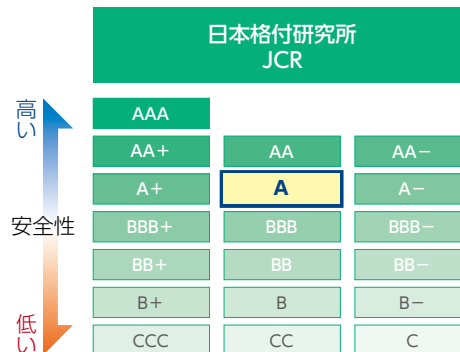 日本格付研究所
JCR
高い
AAA
AA+ AA AA−
A+ A A−
安全性
BBB+ BBB BBB−
BB+ BB BB−
B+ B B−
低い
CCC CC C